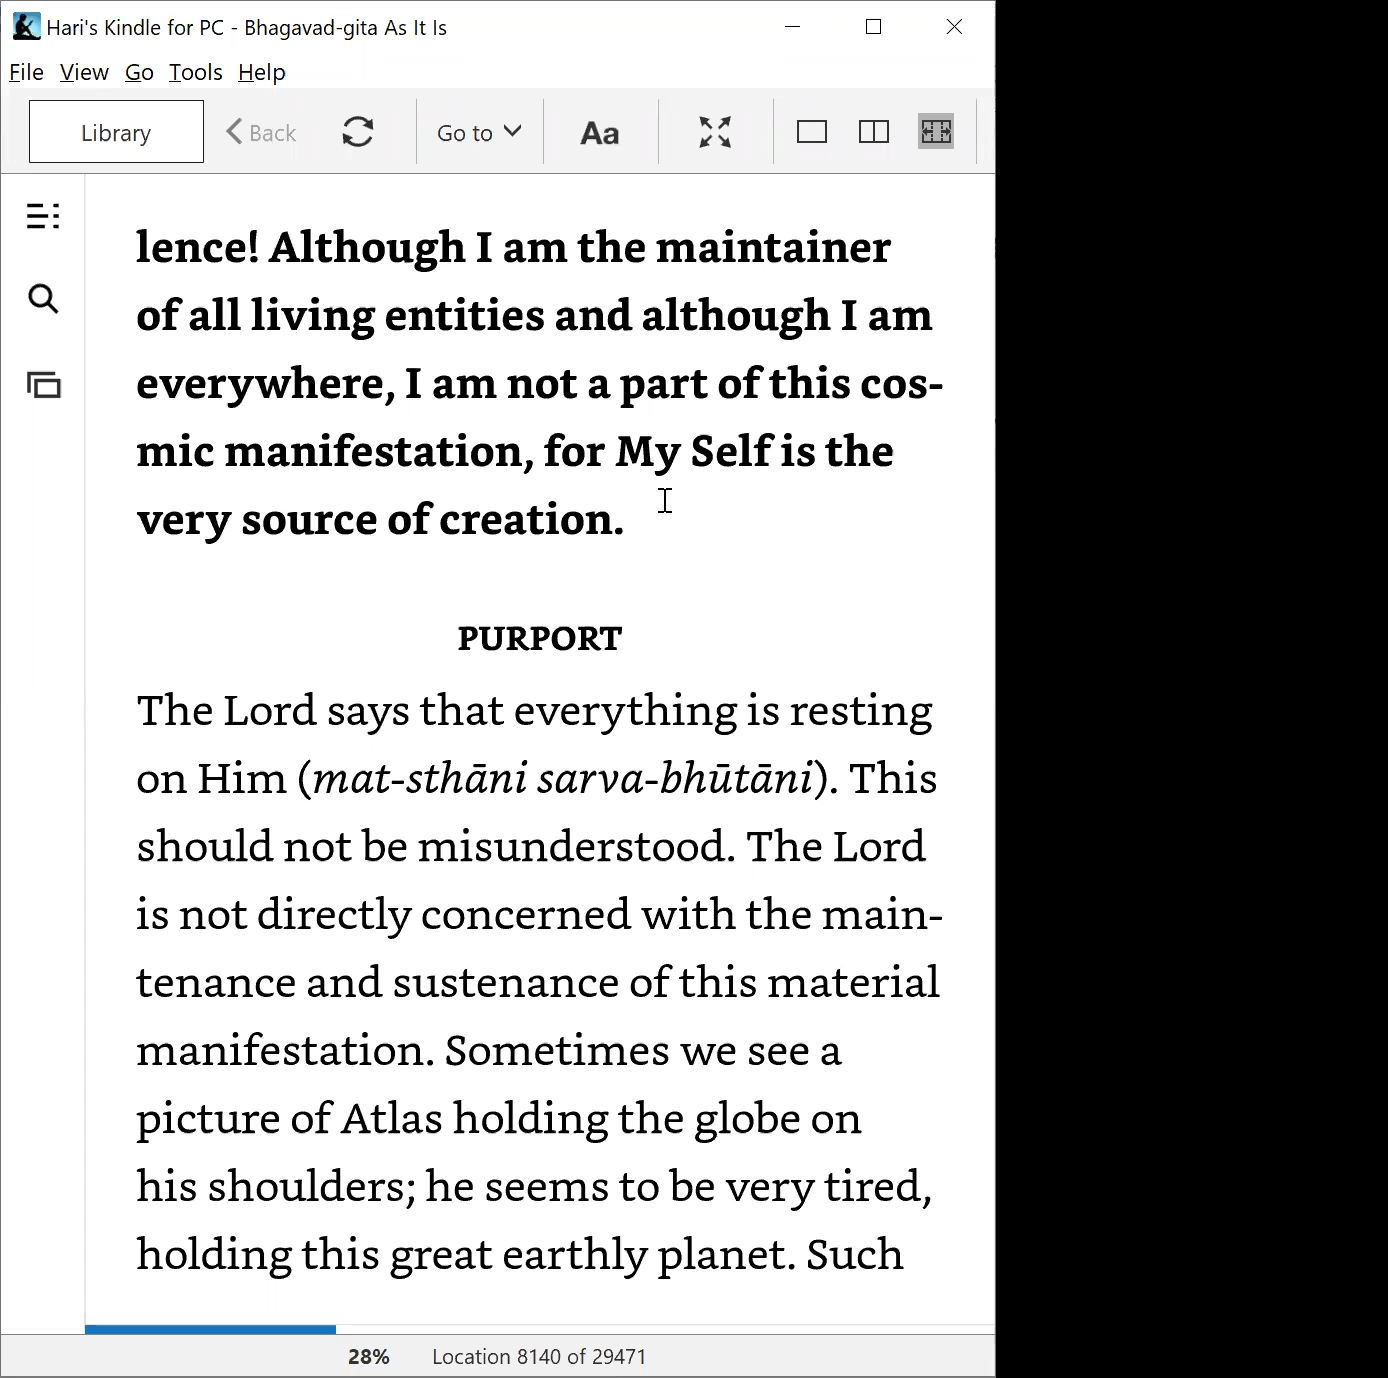 Hari's Kindle for PC - Bhagavad-gita As It Is
File View Go Tools Help
Library Back Go to Aa
lence! Although I am the maintainer
of all living entities and although I am
everywhere, I am not a part of this cos-
mic manifestation, for My Self is the
very source of creation.
PURPORT
The Lord says that everything is resting
on Him (mat-sthāni sarva-bhūtāni). This
should not be misunderstood. The Lord
is not directly concerned with the main-
tenance and sustenance of this material
manifestation. Sometimes we see a
picture of Atlas holding the globe on
his shoulders; he seems to be very tired,
holding this great earthly planet. Such
28% Location 8140 of 29471